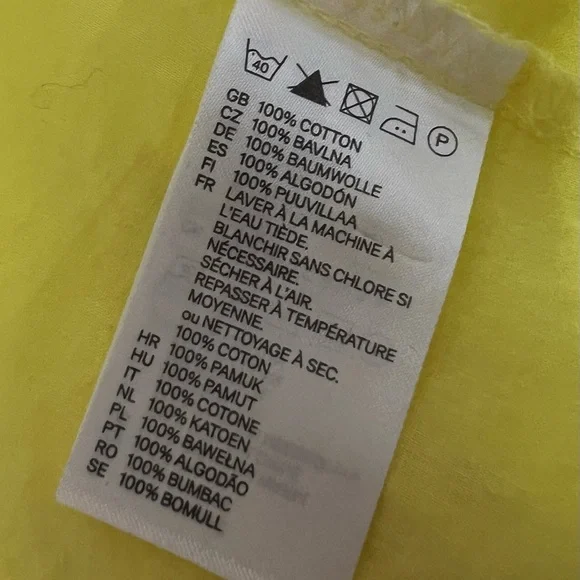 40 P
GB 100% COTTON
CZ 100% BAVLNA
DE 100% BAUMWOLLE
ES 100% ALGODÓN
FI 100% PUUVILLAA
FR LAVER À LA MACHINE À
L'EAU TIÈDE.
BLANCHIR SANS CHLORE SI
NÉCESSAIRE.
SÉCHER À L'AIR.
REPASSER À TEMPÉRATURE
MOYENNE.
ou NETTOYAGE À SEC.
100% COTON
HR 100% PAMUK
HU 100% PAMUT
IT 100% COTONE
NL 100% KATOEN
PL 100% BAWEŁNA
PT 100% ALGODÃO
RO 100% BUMBAC
SE 100% BOMULL